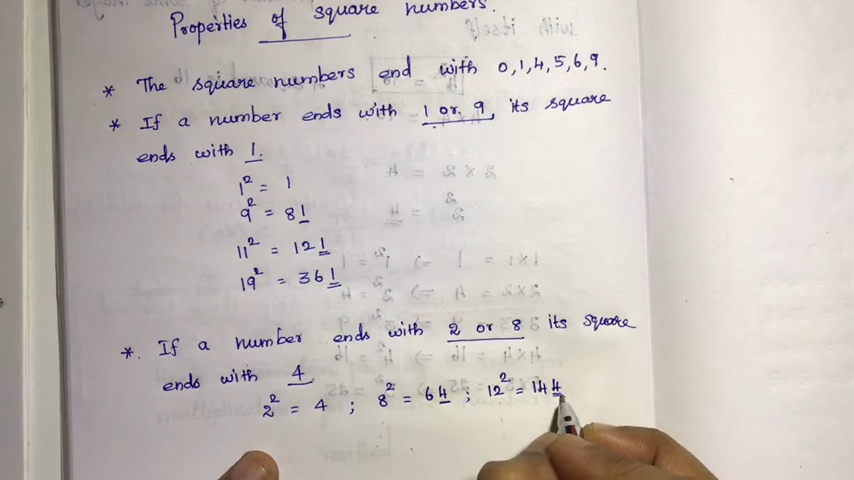 Properties of square numbers.
* The square numbers end with 0,1,4,5,6,9.
* If a number ends with 1 or 9, its square
ends with 1.
1² = 1
9² = 81
11² = 121
19² = 361
*. If a number ends with 2 or 8 its square
ends with 4
2² = 4 ; 8² = 64 ; 12² = 144